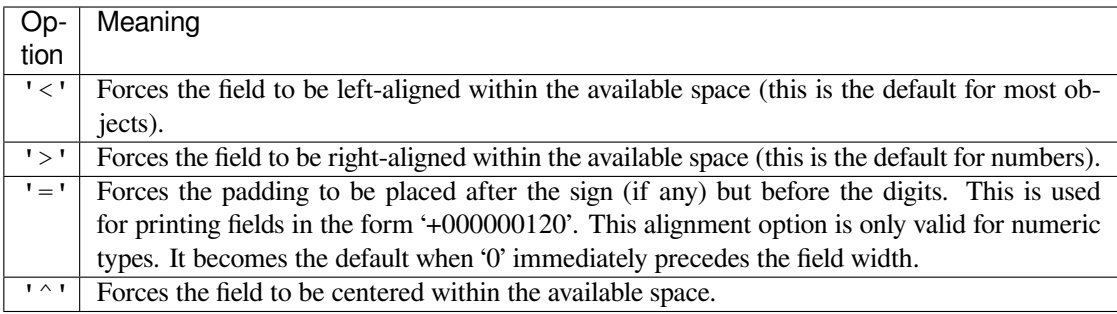 Op- Meaning
tion
'<' Forces the field to be left-aligned within the available space (this is the default for most ob-
jects).
'>' Forces the field to be right-aligned within the available space (this is the default for numbers).
'=' Forces the padding to be placed after the sign (if any) but before the digits. This is used
for printing fields in the form ‘+000000120’. This alignment option is only valid for numeric
types. It becomes the default when ‘0’ immediately precedes the field width.
'^' Forces the field to be centered within the available space.